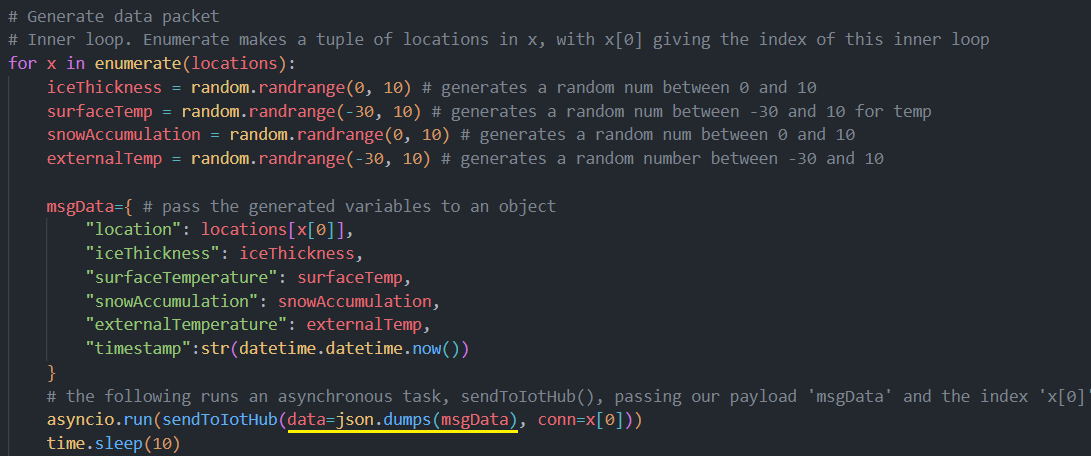 # Generate data packet
# Inner loop. Enumerate makes a tuple of locations in x, with x[0] giving the index of this inner loop
for x in enumerate(locations):
    iceThickness = random.randrange(0, 10) # generates a random num between 0 and 10
    surfaceTemp = random.randrange(-30, 10) # generates a random num between -30 and 10 for temp
    snowAccumulation = random.randrange(0, 10) # generates a random num between 0 and 10
    externalTemp = random.randrange(-30, 10) # generates a random number between -30 and 10
    msgData={ # pass the generated variables to an object
        "location": locations[x[0]],
        "iceThickness": iceThickness,
        "surfaceTemperature": surfaceTemp,
        "snowAccumulation": snowAccumulation,
        "externalTemperature": externalTemp,
        "timestamp":str(datetime.datetime.now())
    }
    # the following runs an asynchronous task, sendToIotHub(), passing our payload 'msgData' and the index 'x[0]'
    asyncio.run(sendToIotHub(data=json.dumps(msgData), conn=x[0]))
    time.sleep(10)